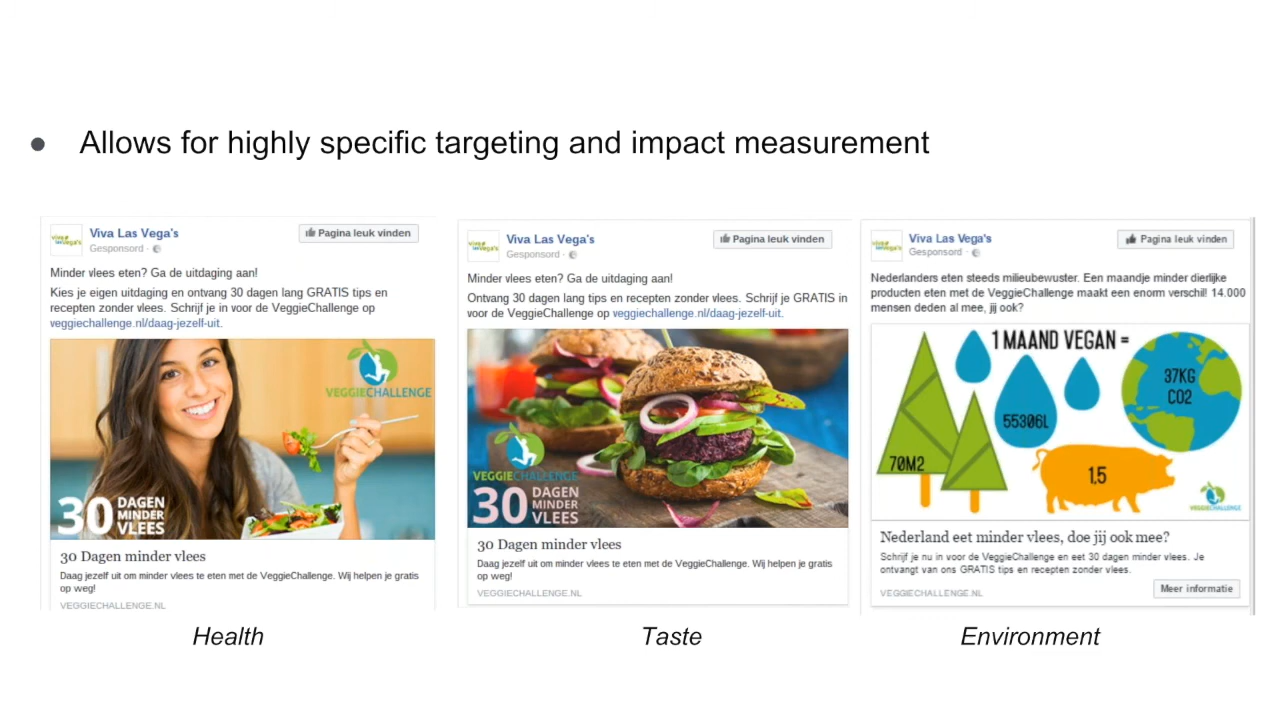 ● Allows for highly specific targeting and impact measurement
viva las vega's
Viva Las Vega's
Gesponsord ·
Pagina leuk vinden
Minder vlees eten? Ga de uitdaging aan!
Kies je eigen uitdaging en ontvang 30 dagen lang GRATIS tips en
recepten zonder vlees. Schrijf je in voor de VeggieChallenge op
veggiechallenge.nl/daag-jezelf-uit.
VEGGIECHALLENGE
30 DAGEN
MINDER
VLEES
30 Dagen minder vlees
Daag jezelf uit om minder vlees te eten met de VeggieChallenge. Wij helpen je gratis
op weg!
VEGGIECHALLENGE.NL
Health
viva las vega's
Viva Las Vega's
Gesponsord ·
Pagina leuk vinden
Minder vlees eten? Ga de uitdaging aan!
Ontvang 30 dagen lang tips en recepten zonder vlees. Schrijf je GRATIS in
voor de VeggieChallenge op veggiechallenge.nl/daag-jezelf-uit.
VEGGIECHALLENGE
30 DAGEN
MINDER
VLEES
30 Dagen minder vlees
Daag jezelf uit om minder vlees te eten met de VeggieChallenge. Wij helpen je gratis
op weg!
VEGGIECHALLENGE.NL
Taste
viva las vega's
Viva Las Vega's
Gesponsord ·
Pagina leuk vinden
Nederlanders eten steeds milieubewuster. Een maandje minder dierlijke
producten eten met de VeggieChallenge maakt een enorm verschil! 14.000
mensen deden al mee, jij ook?
1 MAAND VEGAN =
37KG
CO2
55306L
70M2
1,5
VEGGIECHALLENGE
Nederland eet minder vlees, doe jij ook mee?
Schrijf je nu in voor de VeggieChallenge en eet 30 dagen minder vlees. Je
ontvangt van ons GRATIS tips en recepten zonder vlees.
VEGGIECHALLENGE.NL
Meer informatie
Environment